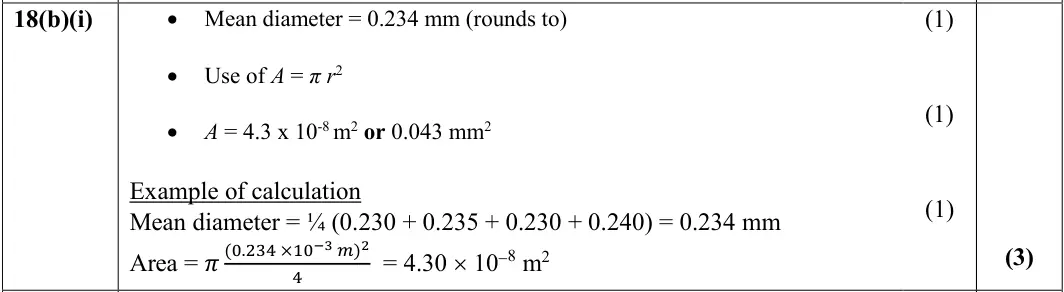 18(b)(i)
• Mean diameter = 0.234 mm (rounds to) (1)
• Use of A = π r²
(1)
• A = 4.3 x 10⁻⁸ m² or 0.043 mm²
Example of calculation
(1)
Mean diameter = ¼ (0.230 + 0.235 + 0.230 + 0.240) = 0.234 mm
Area = π (0.234 ×10⁻³ m)²/4 = 4.30 × 10⁻⁸ m²
(3)